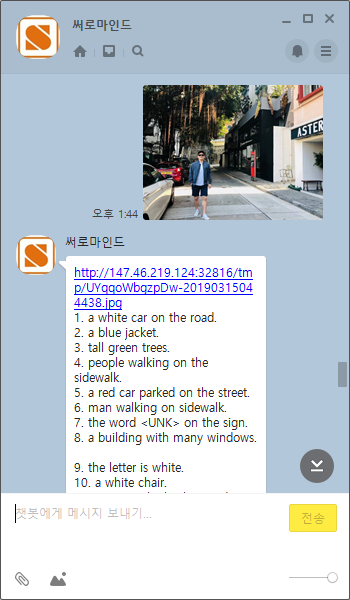 써로마인드
ASTER
오후 1:44
써로마인드
http://147.46.219.124:32816/tm
p/UYqqoWbqzpDw-2019031504
4438.jpg
1. a white car on the road.
2. a blue jacket.
3. tall green trees.
4. people walking on the
sidewalk.
5. a red car parked on the street.
6. man walking on sidewalk.
7. the word <UNK> on the sign.
8. a building with many windows.
9. the letter is white.
10. a white chair.
챗봇에게 메시지 보내기...
전송